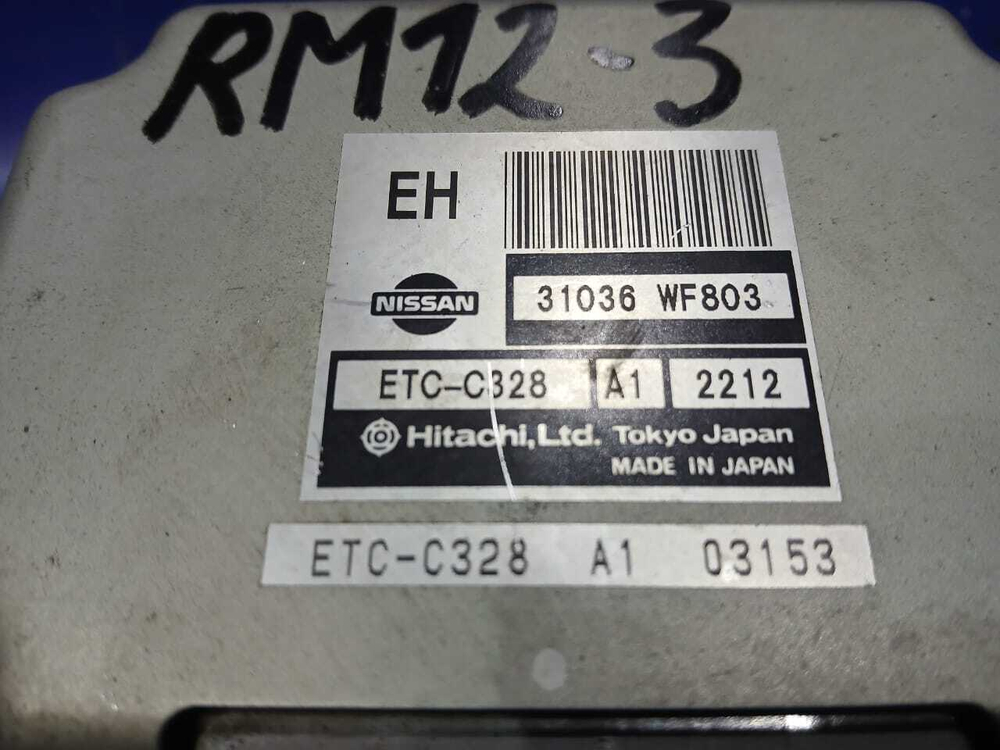 RM12-3
EH
NISSAN
31036 WF803
ETC-C328 A1 2212
Hitachi, Ltd. Tokyo Japan
MADE IN JAPAN
ETC-C328 A1 03153